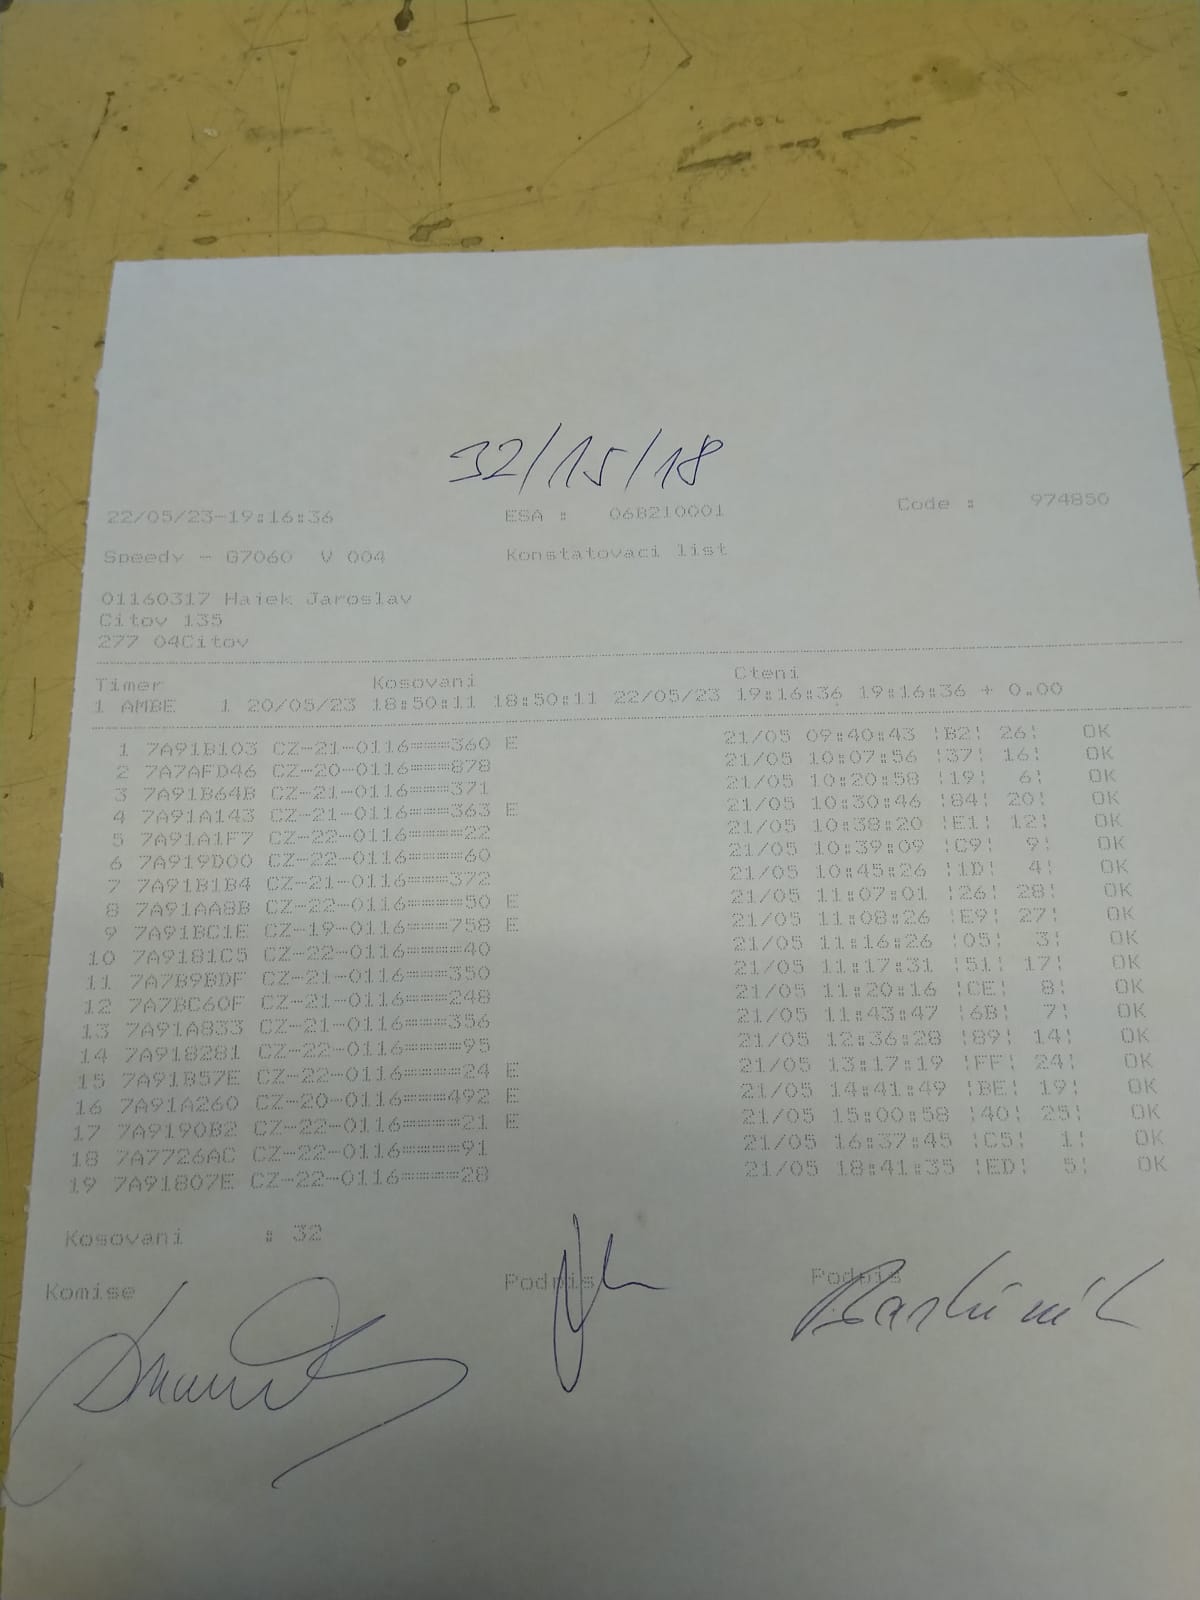 32/15/18
22/05/23-19:16:36 ESA : 06B210001 Code : 974850
Speedy - G7060 V 004 Konstatovaci list
01160317 Hajek Jaroslav
Citov 135
277 04Citov
Timer Kosovani Cteni
1 AMBE 1 20/05/23 18:50:11 18:50:11 22/05/23 19:16:36 19:16:36 + 0.00
1 7A91B103 CZ-21-0116====360 E 21/05 09:40:43 ¦B2¦ 26¦ OK
2 7A7AFD46 CZ-20-0116====878 21/05 10:07:56 ¦37¦ 16¦ OK
3 7A91B64B CZ-21-0116====371 21/05 10:20:58 ¦19¦ 6¦ OK
4 7A91A143 CZ-21-0116====363 E 21/05 10:30:46 ¦84¦ 20¦ OK
5 7A91A1F7 CZ-22-0116=====22 21/05 10:38:20 ¦E1¦ 12¦ OK
6 7A919D00 CZ-22-0116=====60 21/05 10:39:09 ¦C9¦ 9¦ OK
7 7A91B1B4 CZ-21-0116====372 21/05 10:45:26 ¦1D¦ 4¦ OK
8 7A91AA8B CZ-22-0116=====50 E 21/05 11:07:01 ¦26¦ 28¦ OK
9 7A91BC1E CZ-19-0116====758 E 21/05 11:08:26 ¦E9¦ 27¦ OK
10 7A9181C5 CZ-22-0116=====40 21/05 11:16:26 ¦05¦ 3¦ OK
11 7A7B9BDF CZ-21-0116====350 21/05 11:17:31 ¦51¦ 17¦ OK
12 7A7BC60F CZ-21-0116====248 21/05 11:20:16 ¦CE¦ 8¦ OK
13 7A91A833 CZ-21-0116====356 21/05 11:43:47 ¦6B¦ 7¦ OK
14 7A918281 CZ-22-0116=====95 21/05 12:36:28 ¦89¦ 14¦ OK
15 7A91B57E CZ-22-0116=====24 E 21/05 13:17:19 ¦FF¦ 24¦ OK
16 7A91A260 CZ-20-0116====492 E 21/05 14:41:49 ¦BE¦ 19¦ OK
17 7A9190B2 CZ-22-0116=====21 E 21/05 15:00:58 ¦40¦ 25¦ OK
18 7A7726AC CZ-22-0116=====91 21/05 16:37:45 ¦C5¦ 1¦ OK
19 7A91807E CZ-22-0116=====28 21/05 18:41:35 ¦ED¦ 5¦ OK
Kosovani : 32
Komise Podpis Podpis